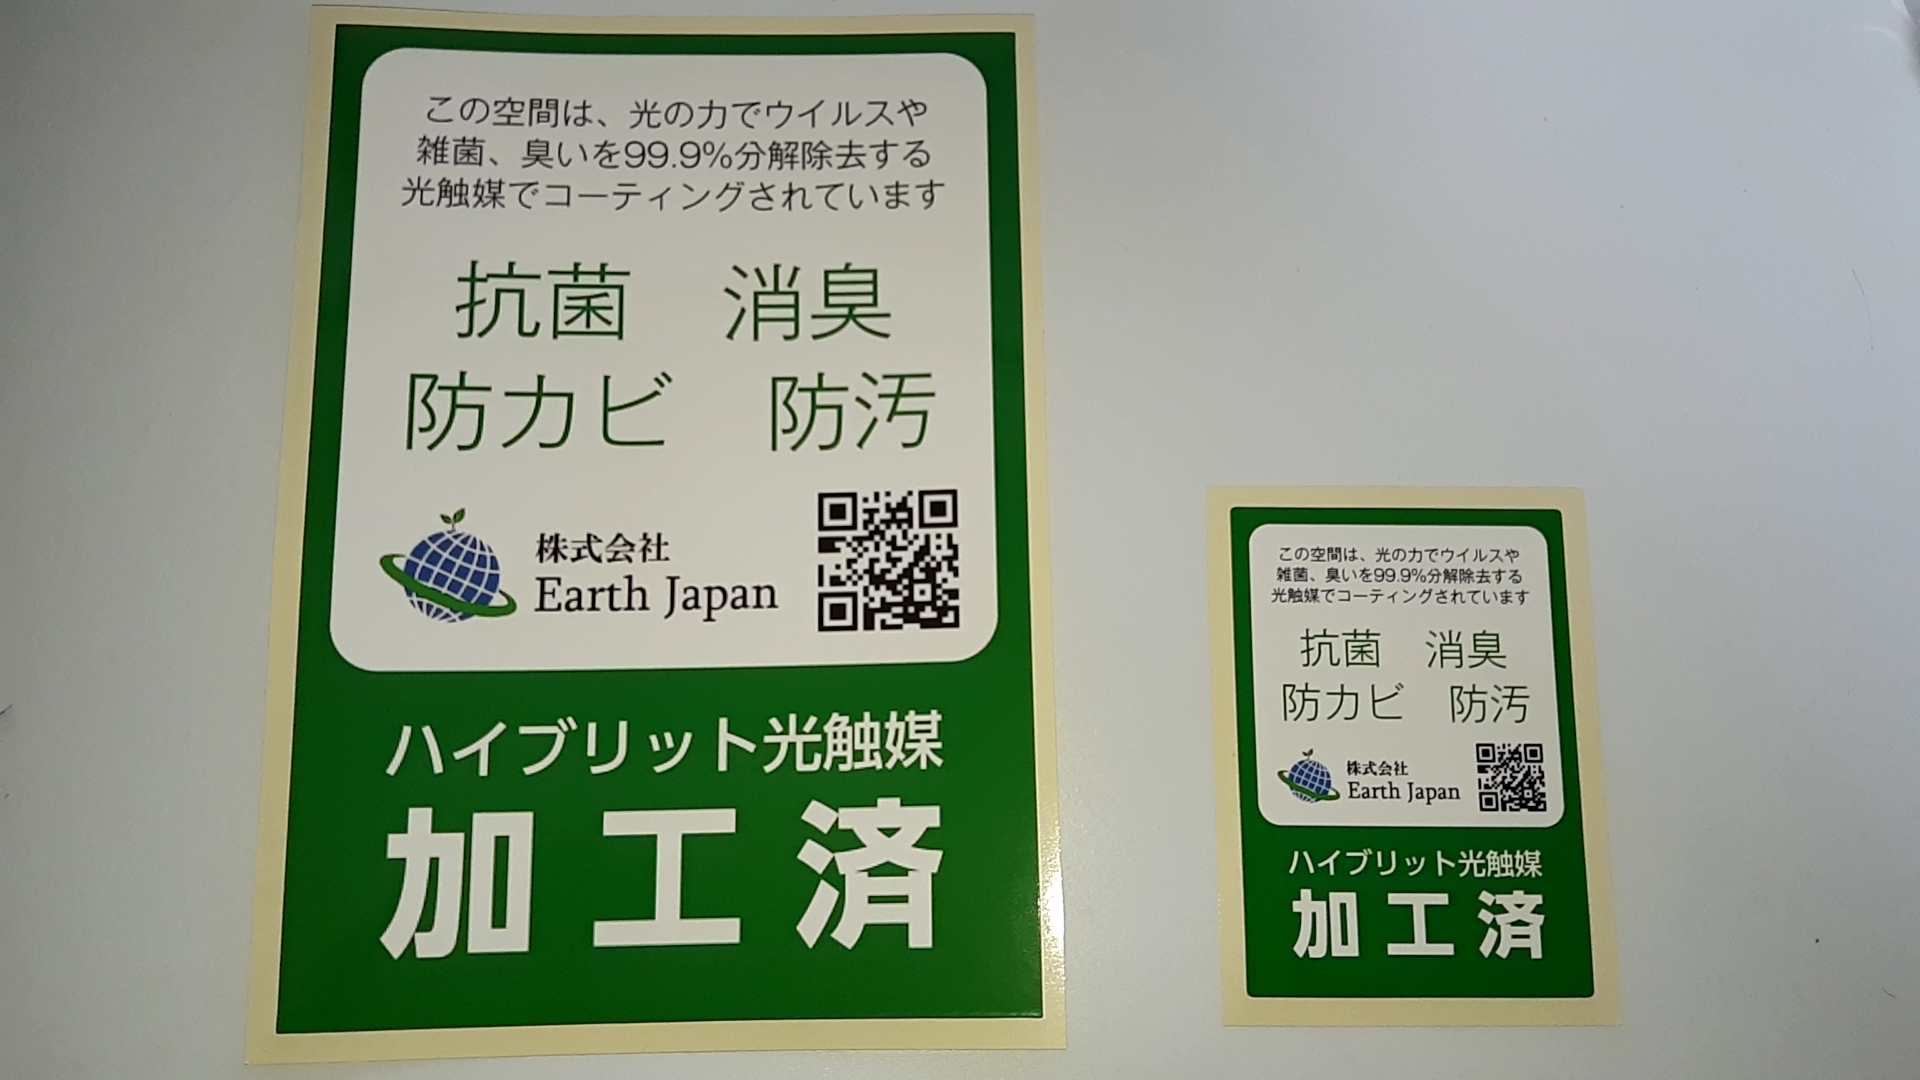 この空間は、光の力でウイルスや
雑菌、臭いを99.9%分解除去する
光触媒でコーティングされています
抗菌　消臭
防カビ　防汚
株式会社
Earth Japan
ハイブリット光触媒
加工済
この空間は、光の力でウイルスや
雑菌、臭いを99.9%分解除去する
光触媒でコーティングされています
抗菌　消臭
防カビ　防汚
株式会社
Earth Japan
ハイブリット光触媒
加工済